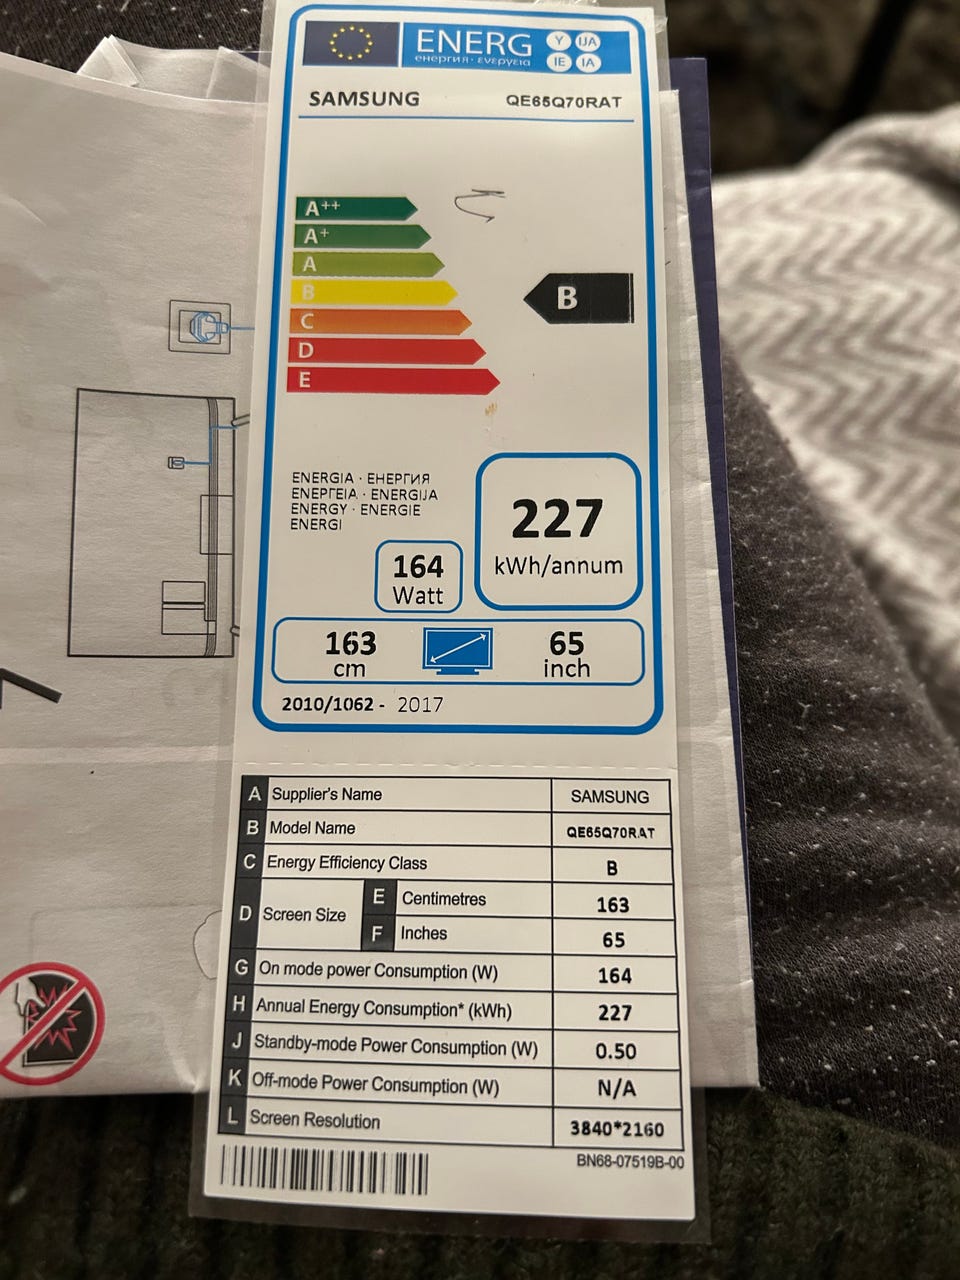 ENERG
енергия · ενεργεια
Y IJA
IE IA
SAMSUNG QE65Q70RAT
A++
A+
A
B
C
D
E
B
ENERGIA · ЕНЕРГИЯ
ΕΝΕΡΓΕΙΑ · ENERGIJA
ENERGY · ENERGIE
ENERGI
227
kWh/annum
164
Watt
163
cm
65
inch
2010/1062 - 2017
A Supplier's Name SAMSUNG
B Model Name QE65Q70RAT
C Energy Efficiency Class B
D Screen Size E Centimetres 163
F Inches 65
G On mode power Consumption (W) 164
H Annual Energy Consumption* (kWh) 227
J Standby-mode Power Consumption (W) 0.50
K Off-mode Power Consumption (W) N/A
L Screen Resolution 3840*2160
BN68-07519B-00